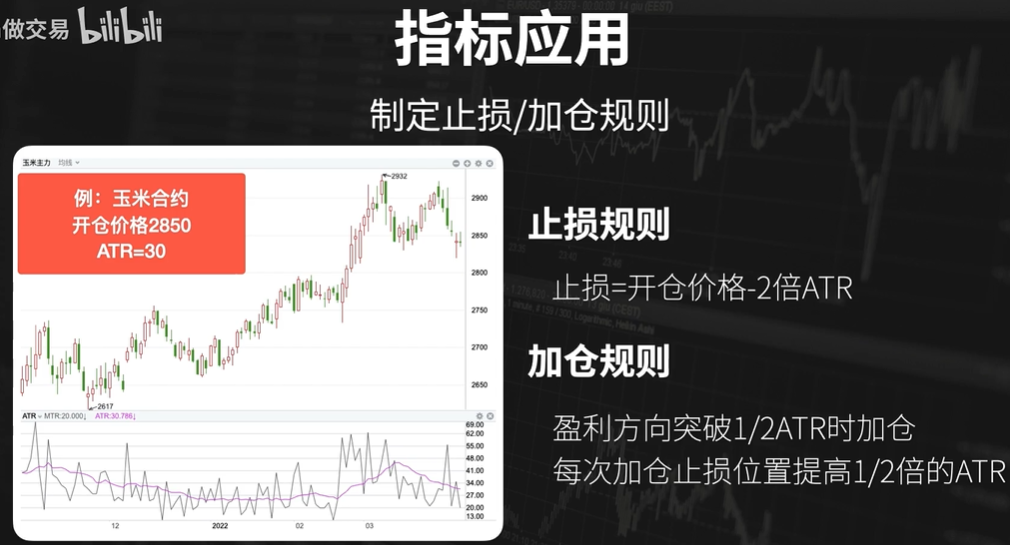 做交易 bilibili
指标应用
制定止损/加仓规则
玉米主力 均线
例：玉米合约
开仓价格2850
ATR=30
2932
2900
2850
2800
2750
2700
2650
2617
ATR MTR:20.000↓ ATR:30.786↓
69.00
62.00
55.00
48.00
41.00
34.00
27.00
20.00
13.00
12 2022 02 03
止损规则
止损=开仓价格-2倍ATR
加仓规则
盈利方向突破1/2ATR时加仓
每次加仓止损位置提高1/2倍的ATR